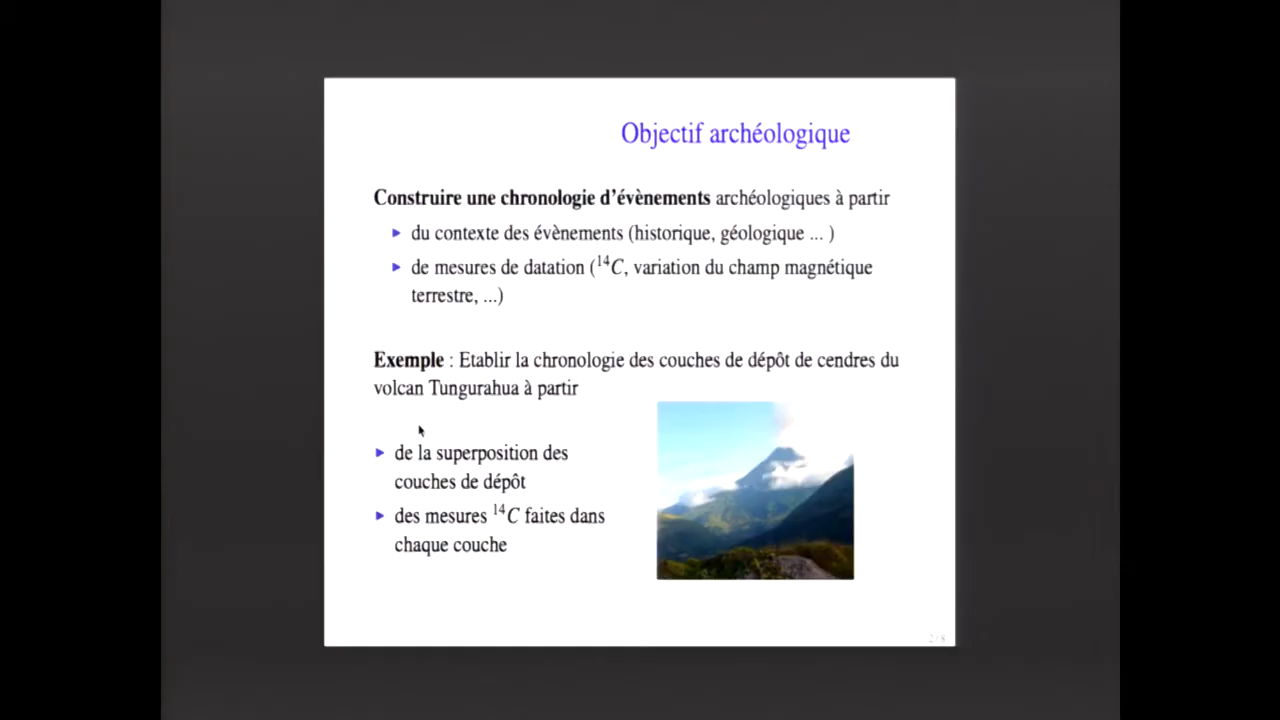 Objectif archéologique
Construire une chronologie d'évènements archéologiques à partir
▶ du contexte des évènements (historique, géologique ... )
▶ de mesures de datation (¹⁴C, variation du champ magnétique
terrestre, ...)
Exemple : Etablir la chronologie des couches de dépôt de cendres du
volcan Tungurahua à partir
▶ de la superposition des
couches de dépôt
▶ des mesures ¹⁴C faites dans
chaque couche
2 / 8